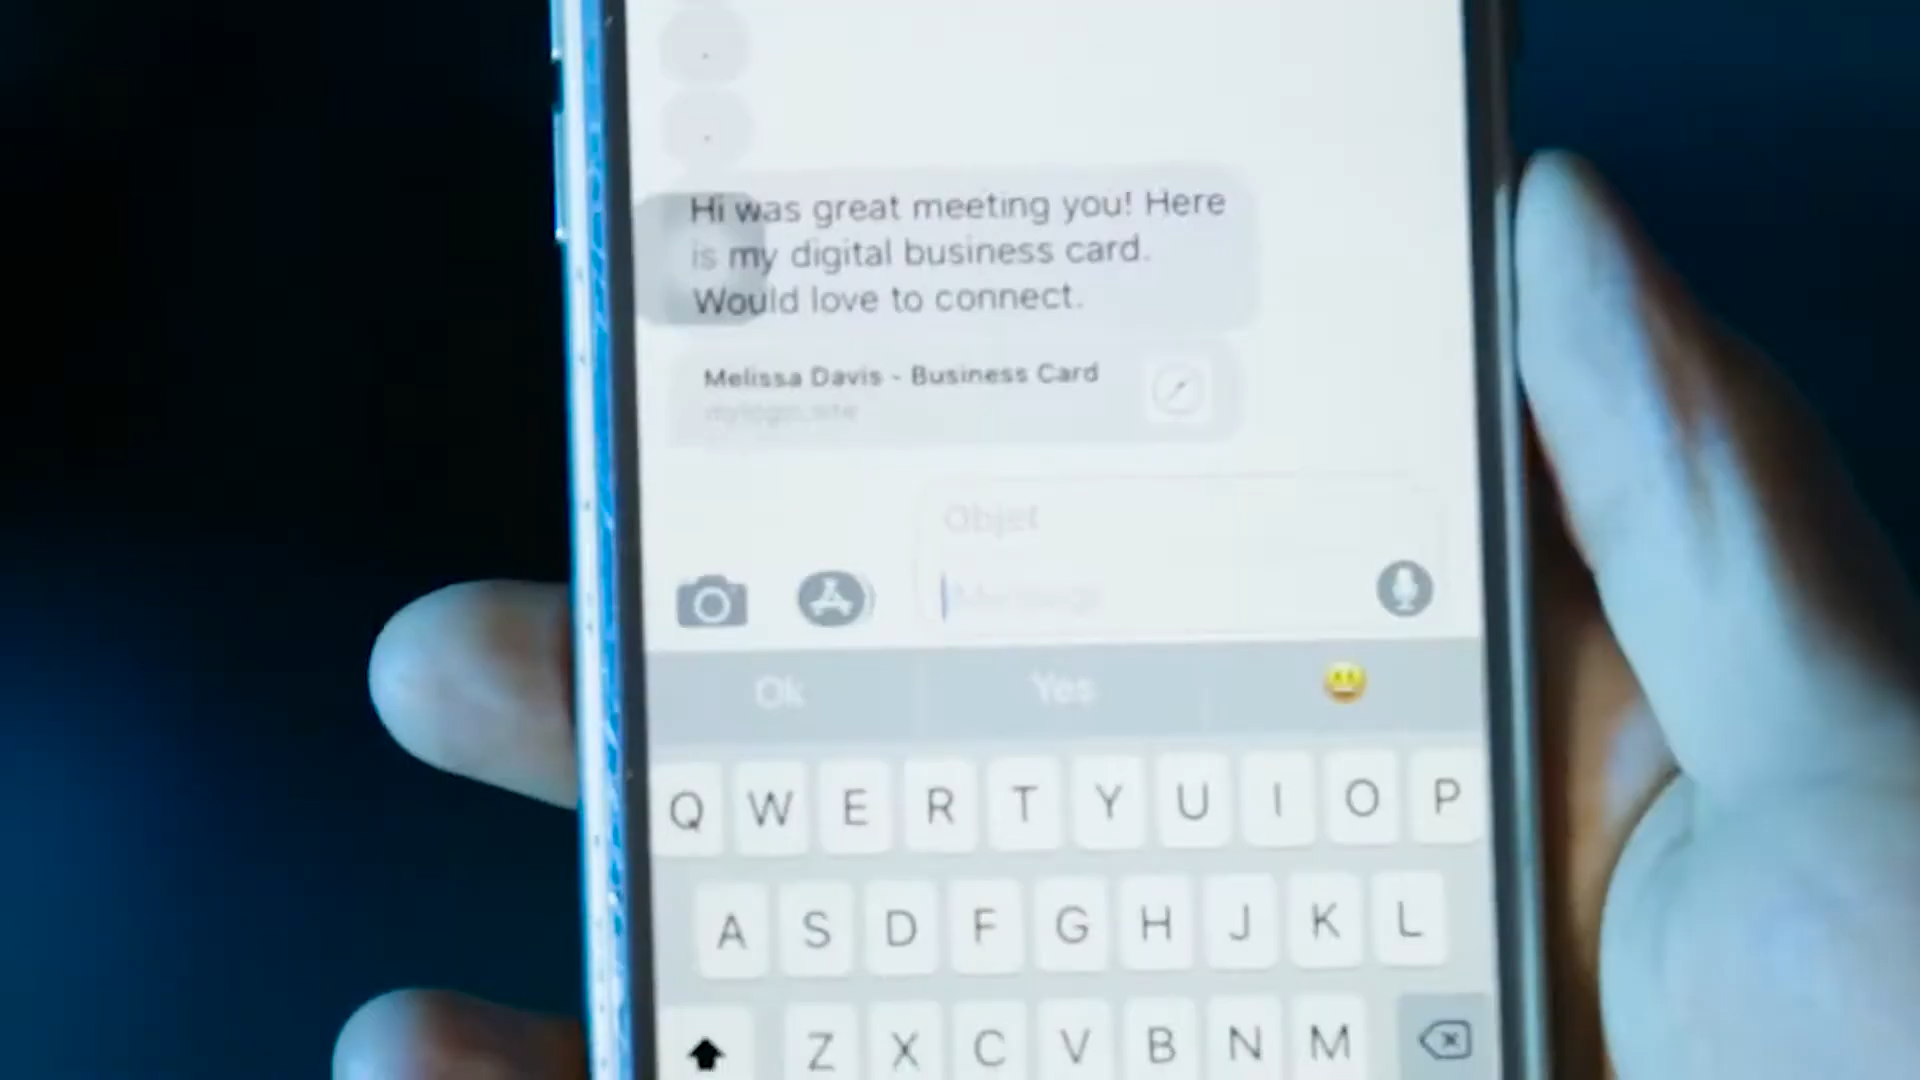 .
.
Hi was great meeting you! Here
is my digital business card.
Would love to connect.
Melissa Davis - Business Card
Objet
Ok
Yes
Q W E R T Y U I O P
A S D F G H J K L
Z X C V B N M